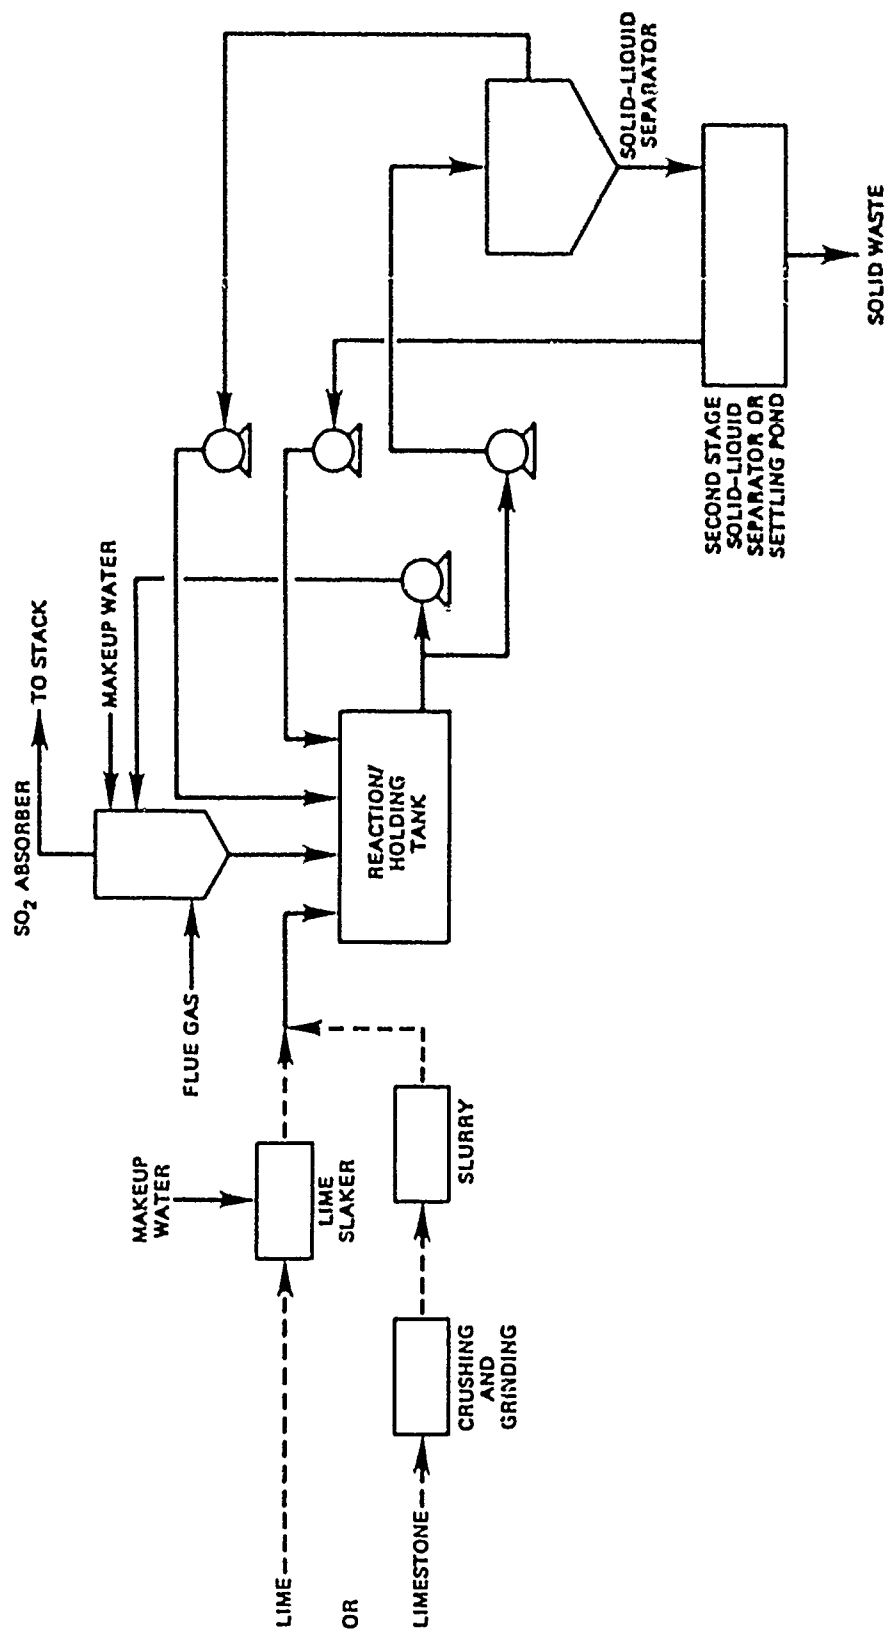 SO2 ABSORBER
TO STACK
MAKEUP WATER
FLUE GAS
MAKEUP
WATER
LIME
LIME
SLAKER
OR
LIMESTONE
CRUSHING
AND
GRINDING
SLURRY
REACTION/
HOLDING
TANK
SOLID-LIQUID
SEPARATOR
SECOND STAGE
SOLID-LIQUID
SEPARATOR OR
SETTLING POND
SOLID WASTE